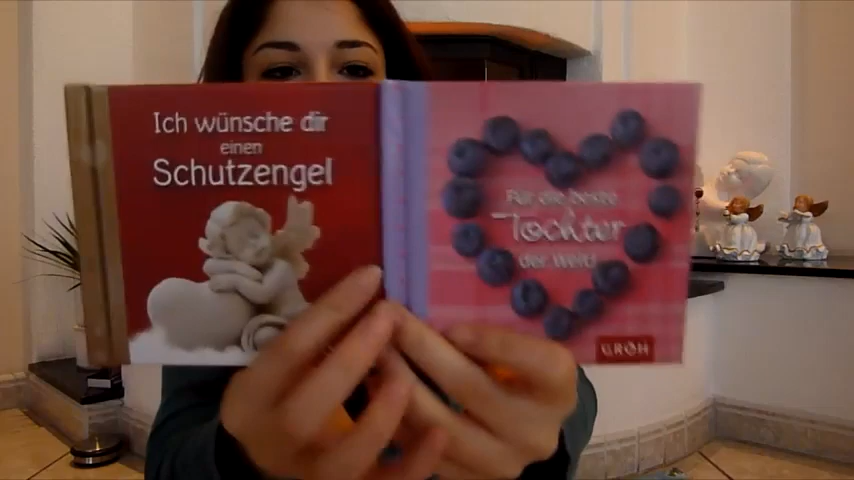 Ich wünsche dir
einen
Schutzengel
Für die beste
Tochter
der Welt!
GROH